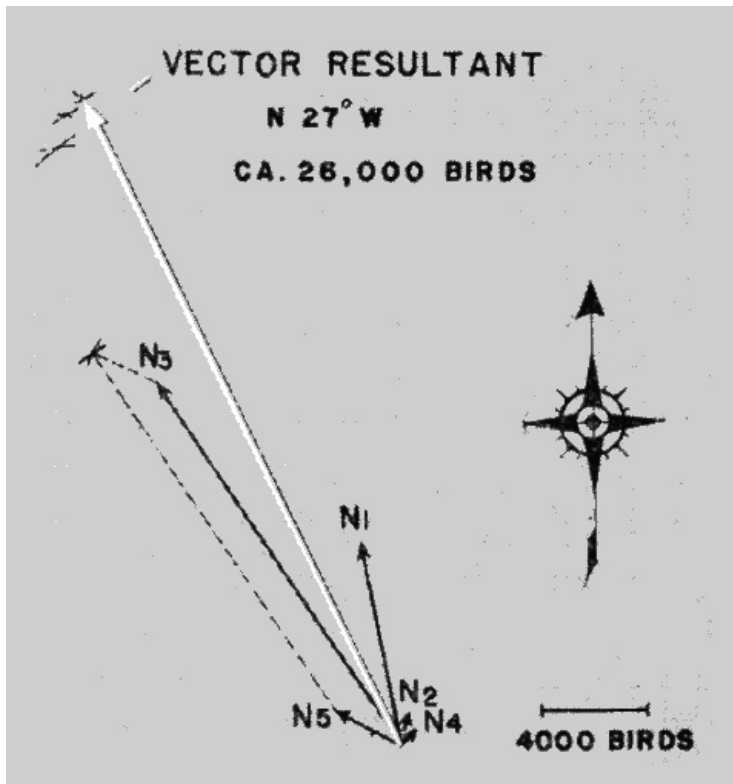 VECTOR RESULTANT
N 27° W
CA. 26,000 BIRDS
N3
N1
N2
N5
N4
4000 BIRDS